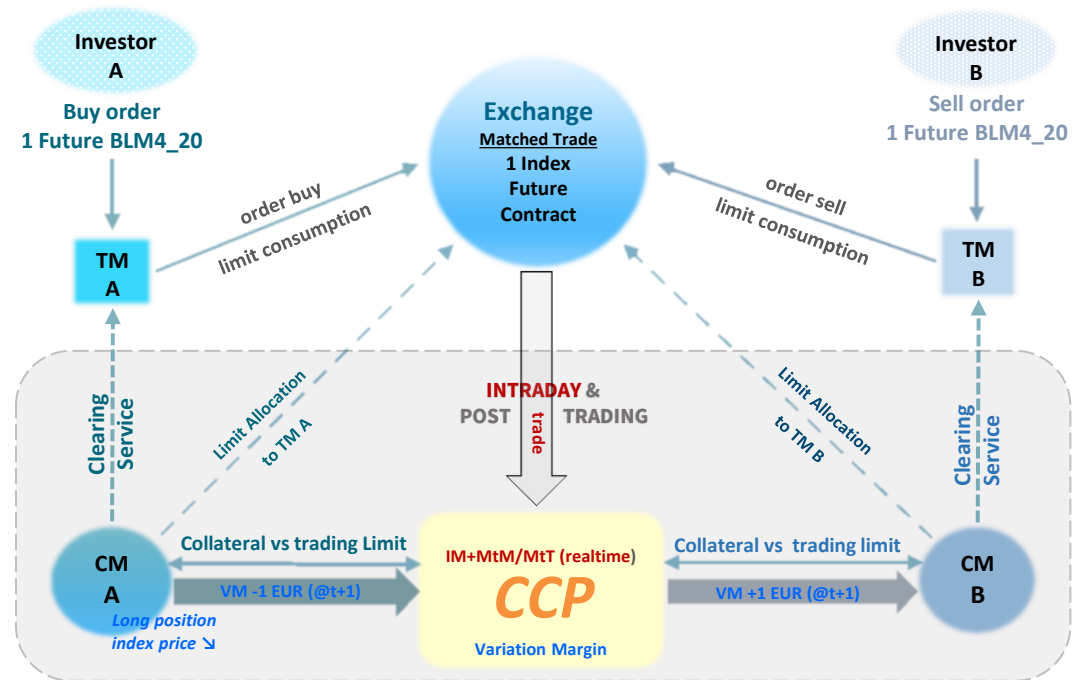 Investor
A
Investor
B
Buy order
1 Future BLM4_20
Sell order
1 Future BLM4_20
Exchange
Matched Trade
1 Index
Future
Contract
order buy
limit consumption
order sell
limit consumption
TM
A
TM
B
INTRADAY &
POST TRADING
trade
Limit Allocation
to TM A
Limit Allocation
to TM B
Clearing
Service
Clearing
Service
CM
A
Collateral vs trading Limit
VM -1 EUR (@t+1)
Long position
index price ↘
IM+MtM/MtT (realtime)
CCP
Variation Margin
Collateral vs trading limit
VM +1 EUR (@t+1)
CM
B